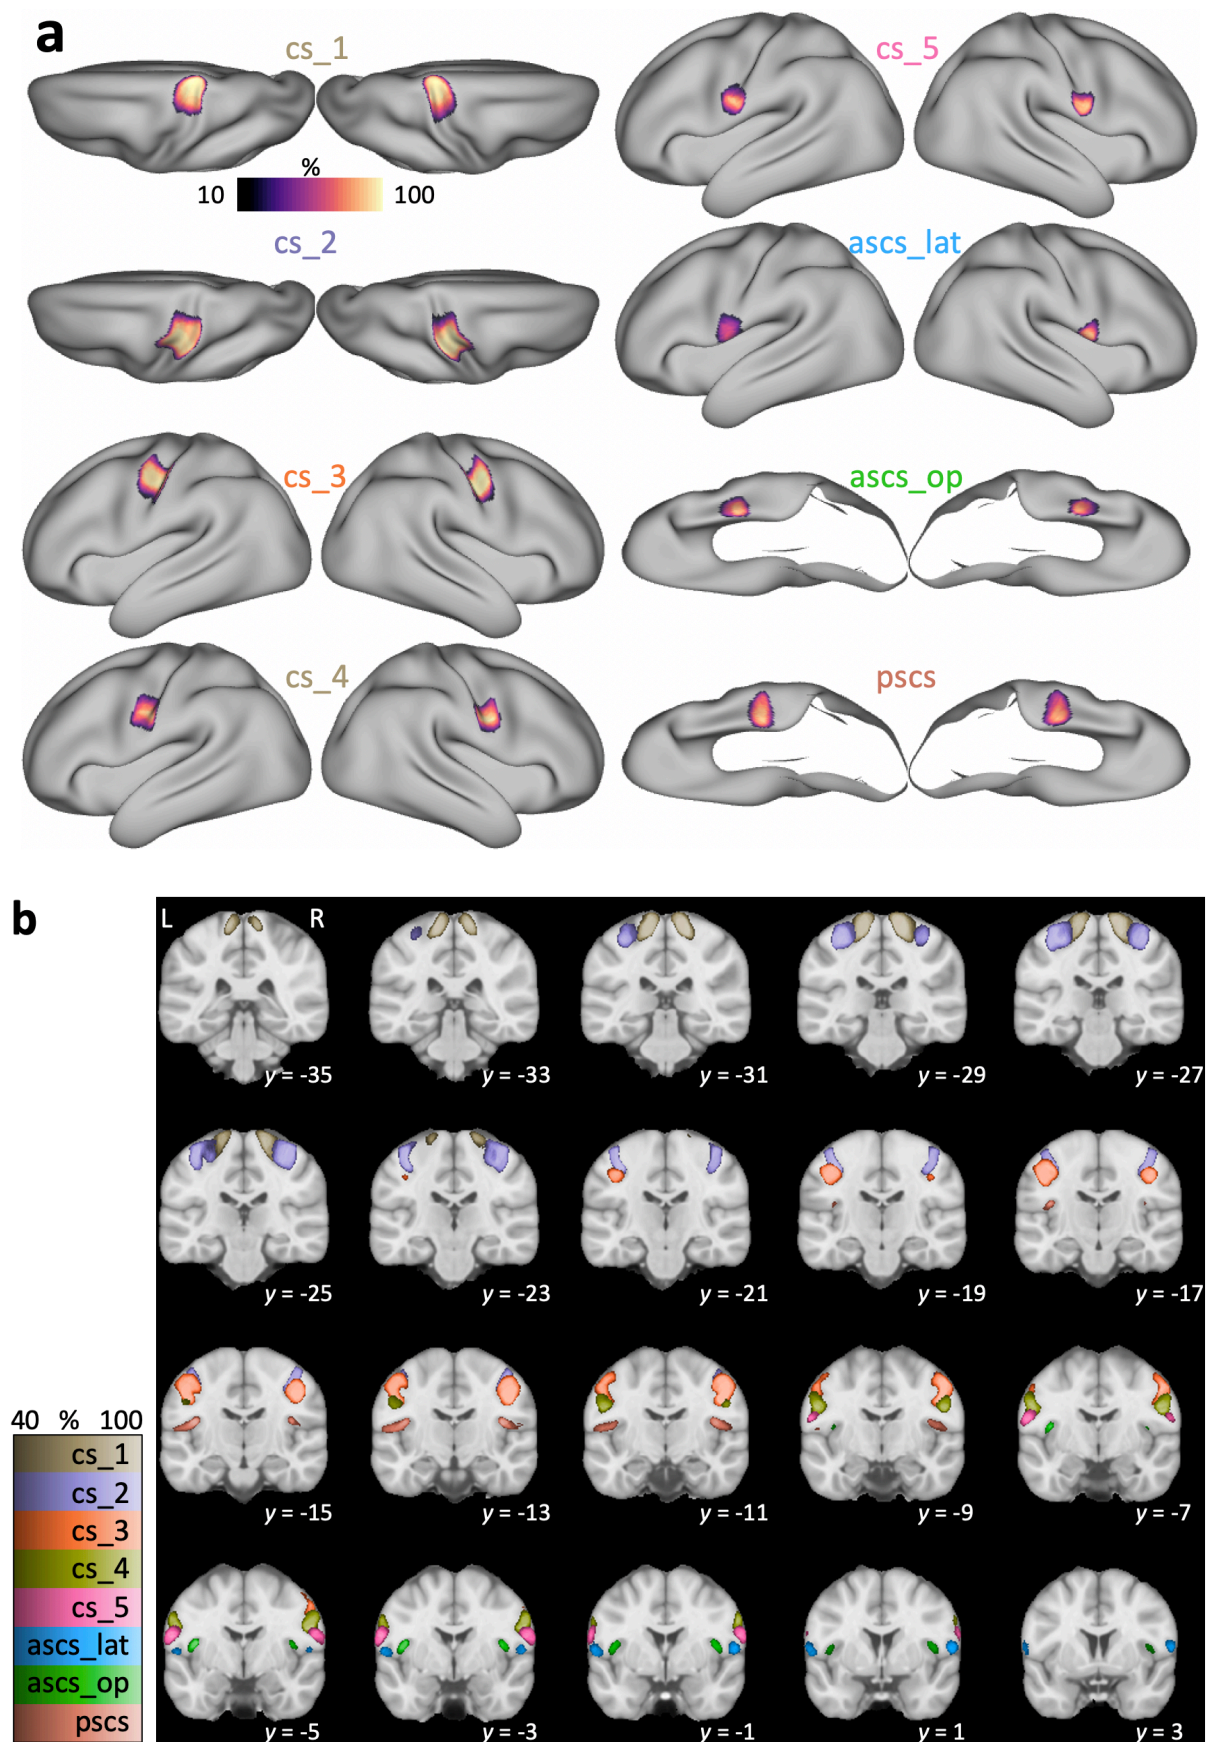 a
cs_1
%
10
100
cs_2
cs_3
cs_4
cs_5
ascs_lat
ascs_op
pscs
b
L
R
y = -35
y = -33
y = -31
y = -29
y = -27
y = -25
y = -23
y = -21
y = -19
y = -17
y = -15
y = -13
y = -11
y = -9
y = -7
y = -5
y = -3
y = -1
y = 1
y = 3
40 % 100
cs_1
cs_2
cs_3
cs_4
cs_5
ascs_lat
ascs_op
pscs